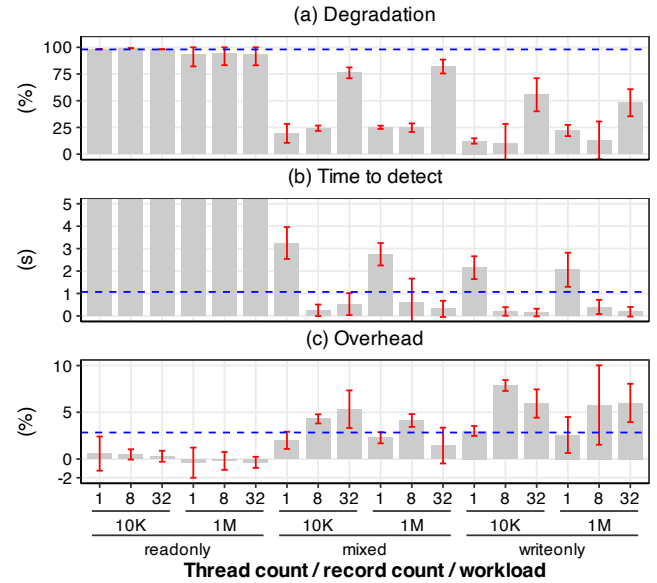 (a) Degradation
100
75
50
25
0
(%)
(b) Time to detect
5
4
3
2
1
0
(s)
(c) Overhead
10
5
0
-2
(%)
1 8 32 1 8 32 1 8 32 1 8 32 1 8 32 1 8 32
10K 1M 10K 1M 10K 1M
readonly mixed writeonly
Thread count / record count / workload